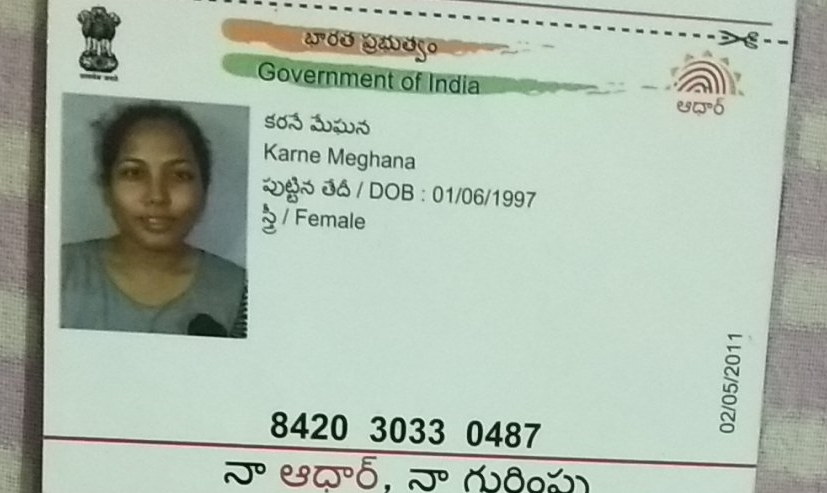 భారత ప్రభుత్వం
Government of India
ఆధార్
కరనే మేఘన
Karne Meghana
పుట్టిన తేదీ / DOB : 01/06/1997
స్త్రీ / Female
02/05/2011
8420 3033 0487
నా ఆధార్, నా గుర్తింపు